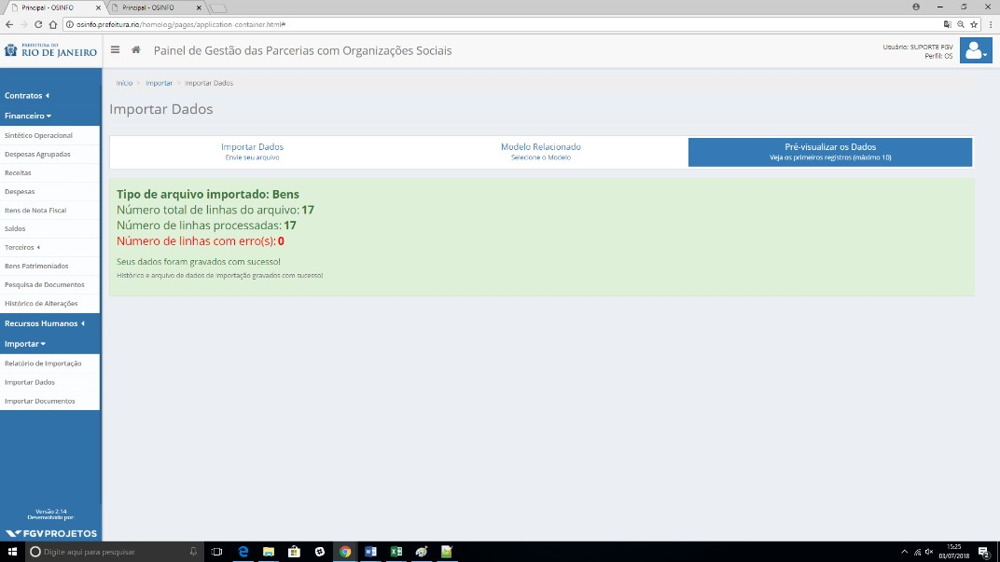 Principal - OSINFO
Principal - OSINFO
osinfo.prefeitura.rio/homolog/pages/application-container.html#
PREFEITURA DO
RIO DE JANEIRO
Painel de Gestão das Parcerias com Organizações Sociais
Usuário: SUPORTE FGV
Perfil: OS
Contratos
Financeiro
Sintético Operacional
Despesas Agrupadas
Receitas
Despesas
Itens de Nota Fiscal
Saldos
Terceiros
Bens Patrimoniados
Pesquisa de Documentos
Histórico de Alterações
Recursos Humanos
Importar
Relatório de Importação
Importar Dados
Importar Documentos
Versão 2.14
Desenvolvido por:
FGV PROJETOS
Início > Importar > Importar Dados
Importar Dados
Importar Dados
Envie seu arquivo
Modelo Relacionado
Selecione o Modelo
Pré-visualizar os Dados
Veja os primeiros registros (máximo 10)
Tipo de arquivo importado: Bens
Número total de linhas do arquivo: 17
Número de linhas processadas: 17
Número de linhas com erro(s): 0
Seus dados foram gravados com sucesso!
Histórico e arquivo de dados de importação gravados com sucesso!
Digite aqui para pesquisar
15:25
03/07/2018
2